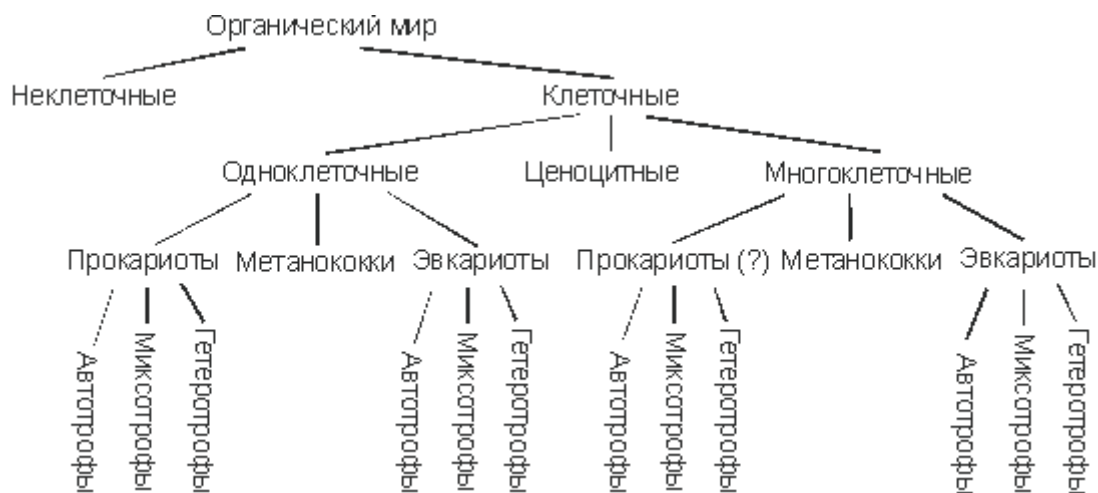 Органический мир
Неклеточные
Клеточные
Одноклеточные
Ценоцитные
Многоклеточные
Прокариоты
Метанококки
Эвкариоты
Прокариоты (?)
Метанококки
Эвкариоты
Автотрофы
Миксотрофы
Гетеротрофы
Автотрофы
Миксотрофы
Гетеротрофы
Автотрофы
Миксотрофы
Гетеротрофы
Автотрофы
Миксотрофы
Гетеротрофы